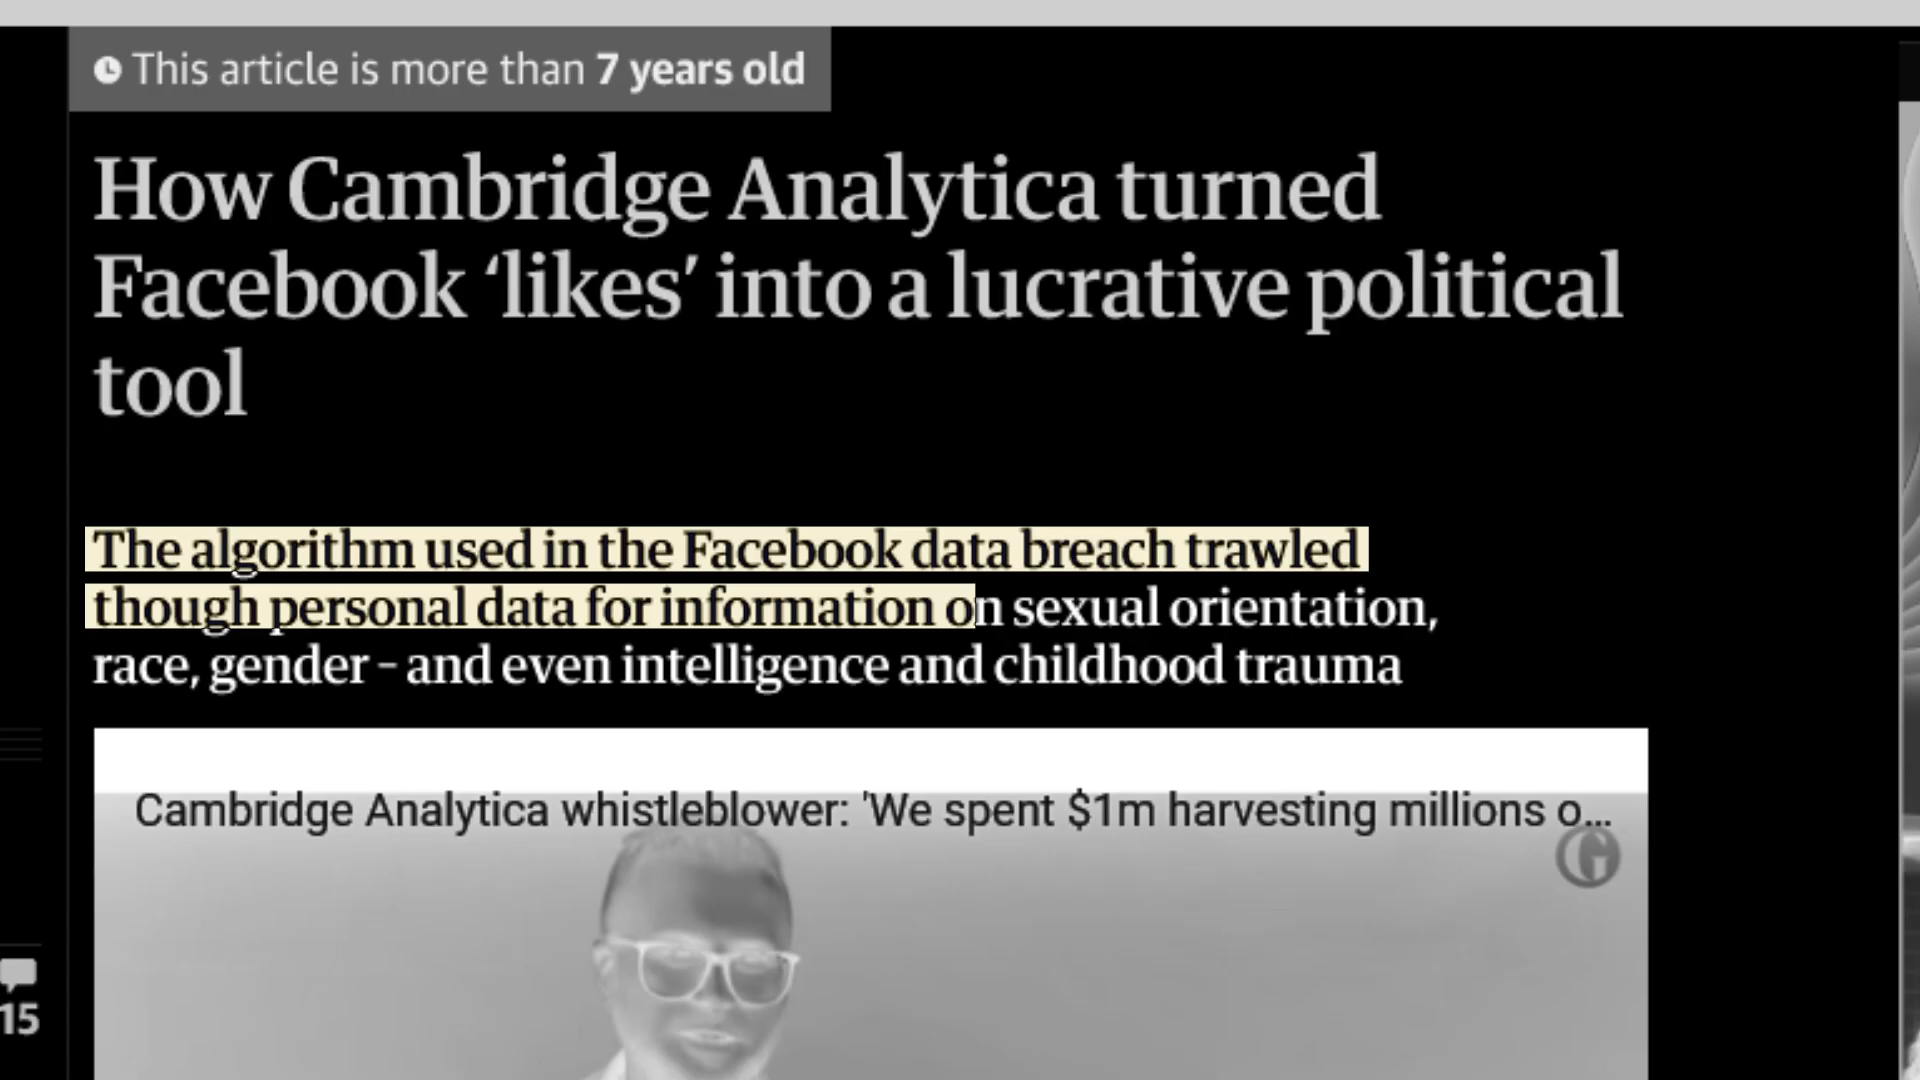 This article is more than 7 years old
How Cambridge Analytica turned
Facebook ‘likes’ into a lucrative political
tool
The algorithm used in the Facebook data breach trawled
though personal data for information on sexual orientation,
race, gender – and even intelligence and childhood trauma
Cambridge Analytica whistleblower: 'We spent $1m harvesting millions o...
15